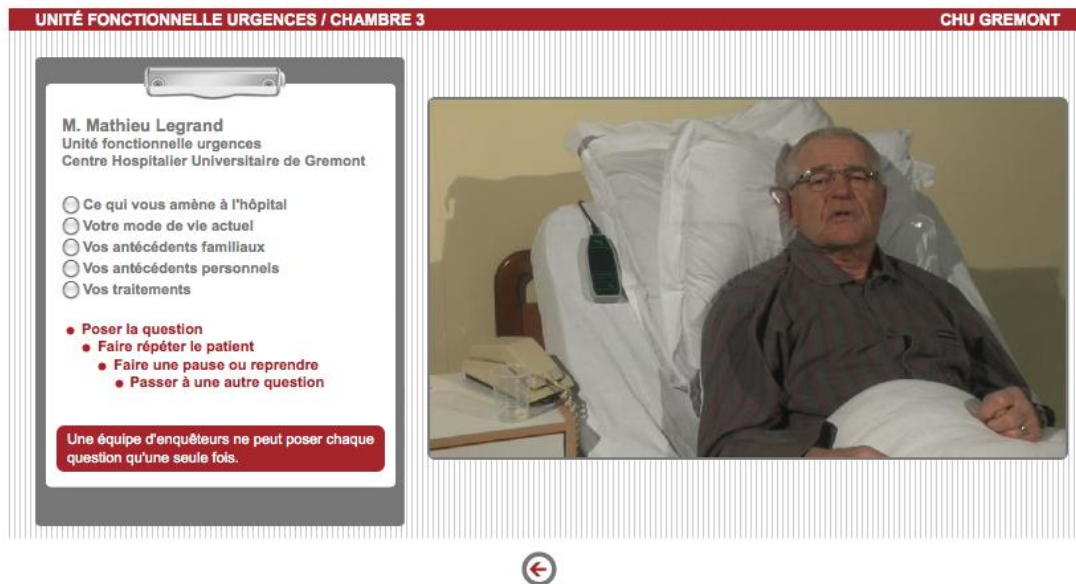 UNITÉ FONCTIONNELLE URGENCES / CHAMBRE 3
CHU GREMONT
M. Mathieu Legrand
Unité fonctionnelle urgences
Centre Hospitalier Universitaire de Gremont
Ce qui vous amène à l'hôpital
Votre mode de vie actuel
Vos antécédents familiaux
Vos antécédents personnels
Vos traitements
Poser la question
Faire répéter le patient
Faire une pause ou reprendre
Passer à une autre question
Une équipe d'enquêteurs ne peut poser chaque
question qu'une seule fois.